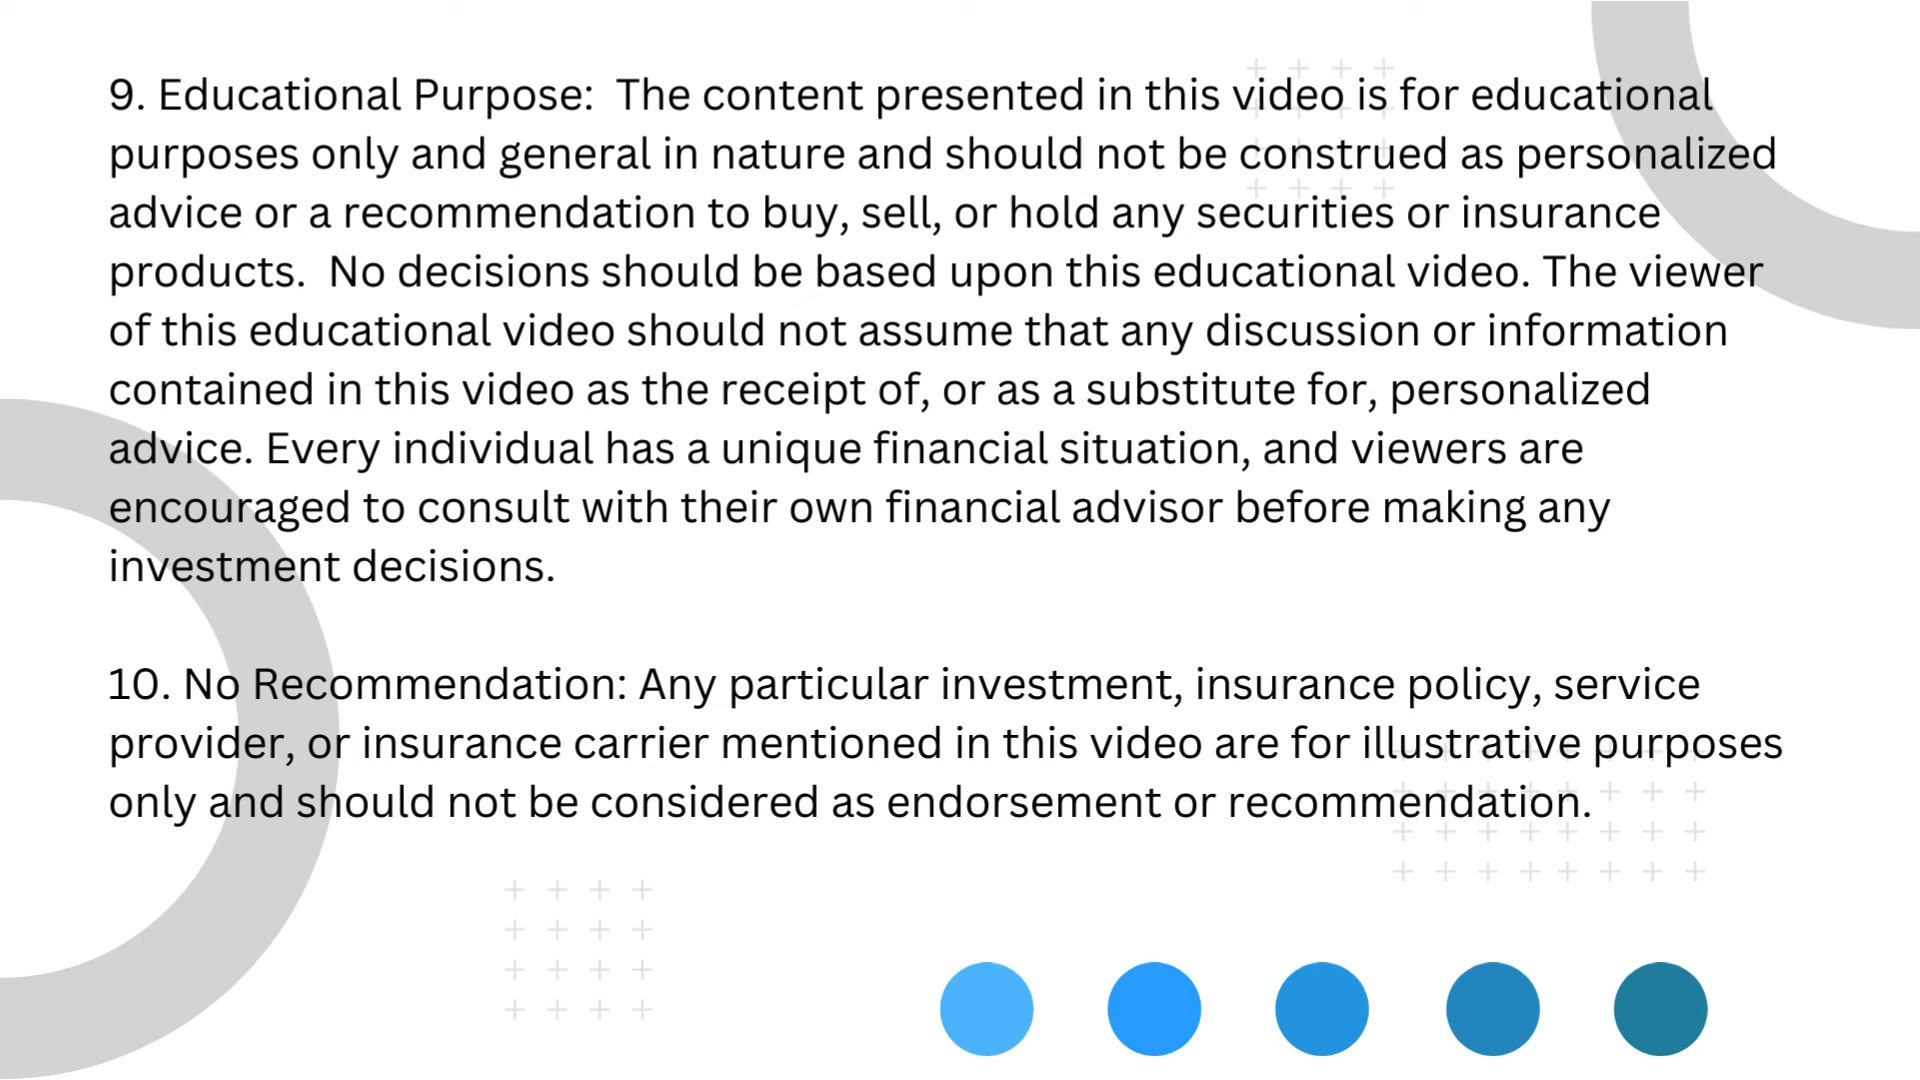 9. Educational Purpose:  The content presented in this video is for educational
purposes only and general in nature and should not be construed as personalized
advice or a recommendation to buy, sell, or hold any securities or insurance
products.  No decisions should be based upon this educational video. The viewer
of this educational video should not assume that any discussion or information
contained in this video as the receipt of, or as a substitute for, personalized
advice. Every individual has a unique financial situation, and viewers are
encouraged to consult with their own financial advisor before making any
investment decisions.
10. No Recommendation: Any particular investment, insurance policy, service
provider, or insurance carrier mentioned in this video are for illustrative purposes
only and should not be considered as endorsement or recommendation.